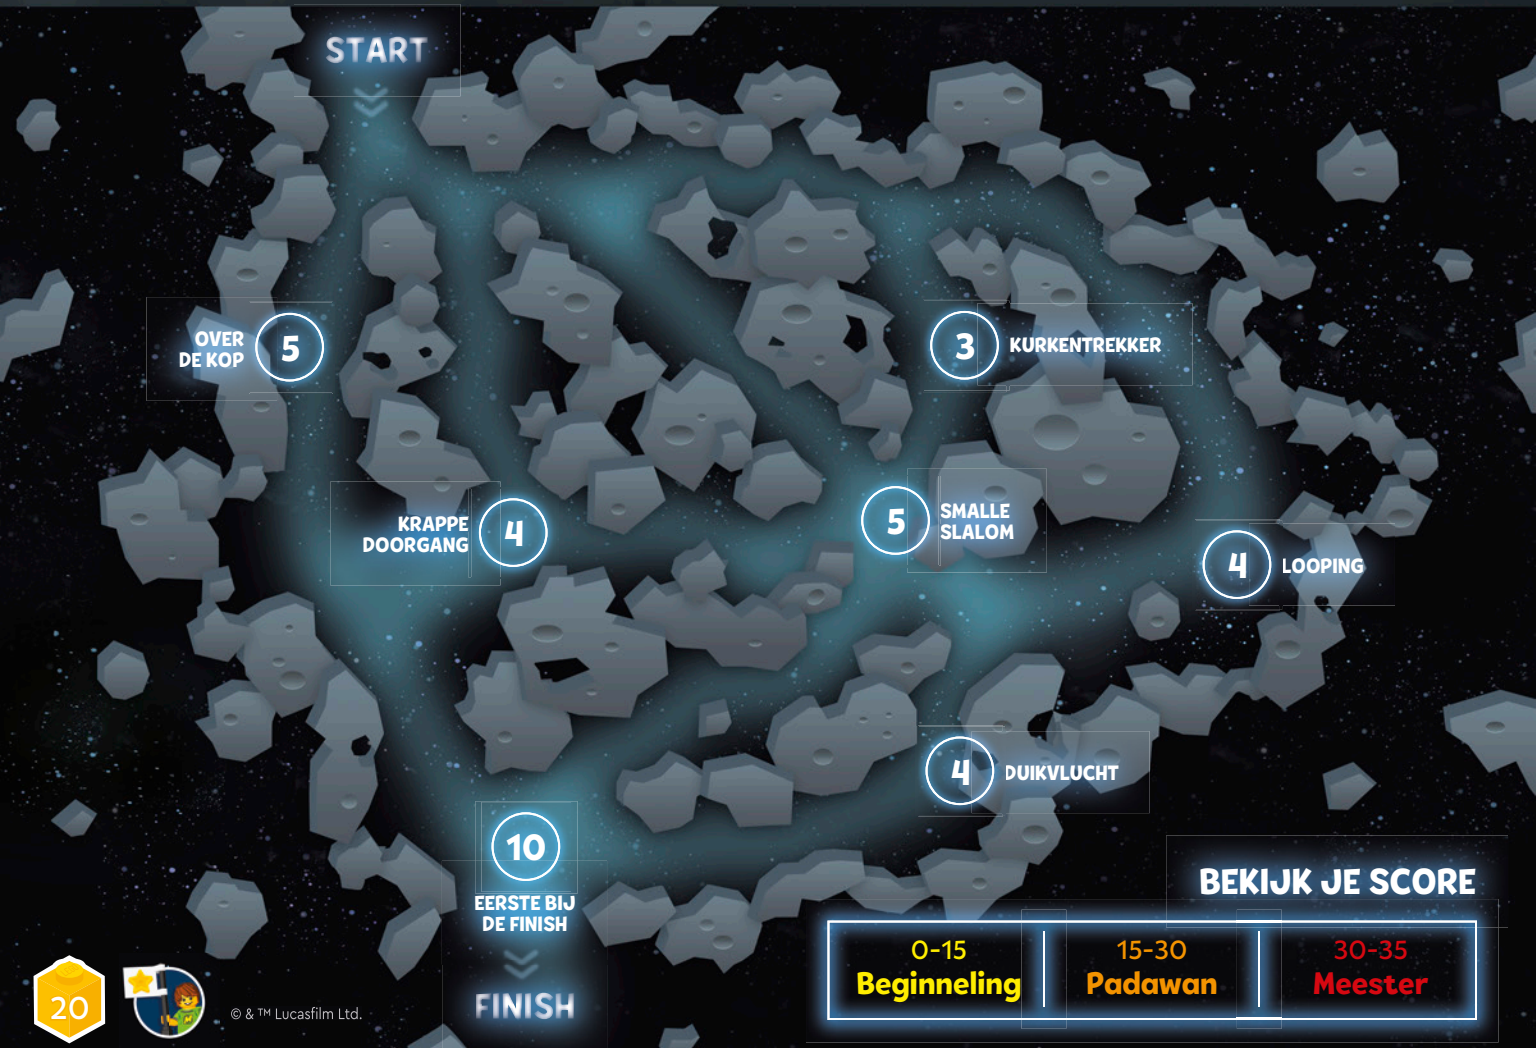 START
OVER
DE KOP
5
3
KURKENTREKKER
KRAPPE
DOORGANG
4
5
SMALLE
SLALOM
4
LOOPING
4
DUIKVLUCHT
10
EERSTE BIJ
DE FINISH
FINISH
BEKIJK JE SCORE
0-15
Beginneling
15-30
Padawan
30-35
Meester
20
© & ™ Lucasfilm Ltd.